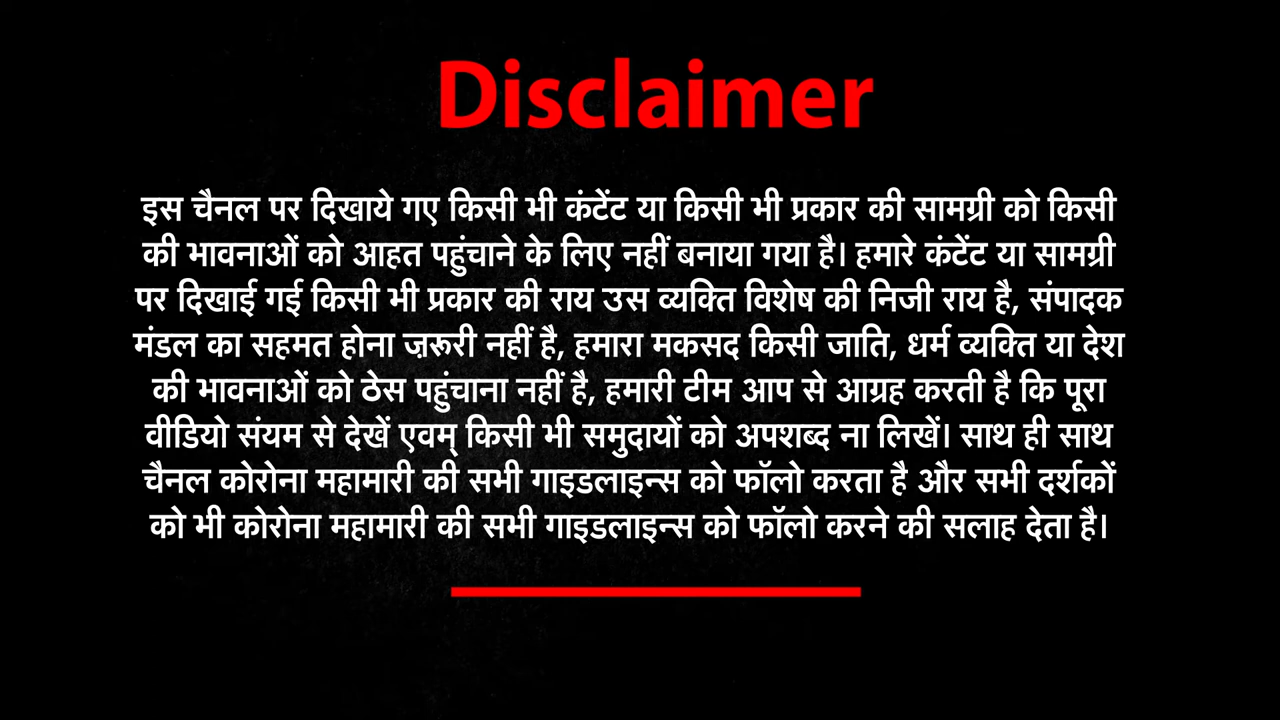 Disclaimer
इस चैनल पर दिखाये गए किसी भी कंटेंट या किसी भी प्रकार की सामग्री को किसी
की भावनाओं को आहत पहुंचाने के लिए नहीं बनाया गया है। हमारे कंटेंट या सामग्री
पर दिखाई गई किसी भी प्रकार की राय उस व्यक्ति विशेष की निजी राय है, संपादक
मंडल का सहमत होना ज़रूरी नहीं है, हमारा मकसद किसी जाति, धर्म व्यक्ति या देश
की भावनाओं को ठेस पहुंचाना नहीं है, हमारी टीम आप से आग्रह करती है कि पूरा
वीडियो संयम से देखें एवम् किसी भी समुदायों को अपशब्द ना लिखें। साथ ही साथ
चैनल कोरोना महामारी की सभी गाइडलाइन्स को फॉलो करता है और सभी दर्शकों
को भी कोरोना महामारी की सभी गाइडलाइन्स को फॉलो करने की सलाह देता है।